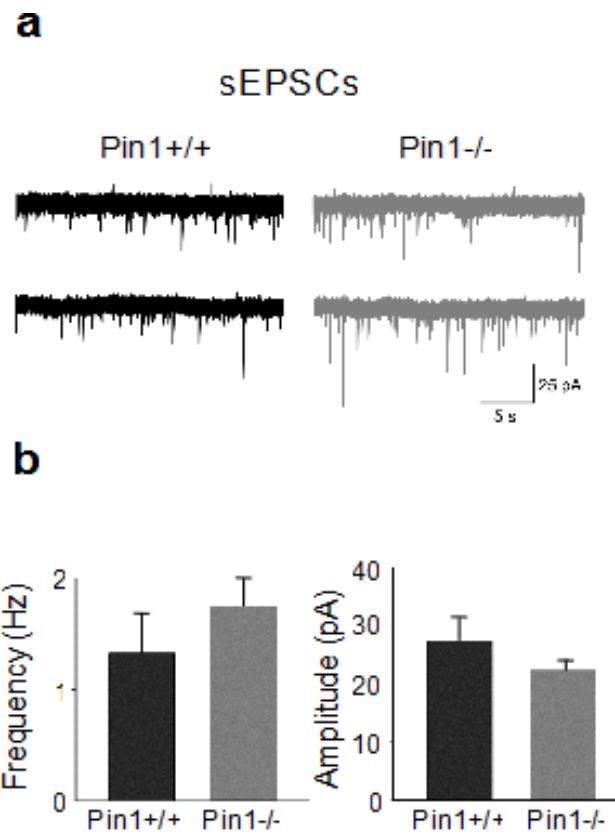 a
sEPSCs
Pin1+/+ Pin1-/-
25 pA
5 s
b
Frequency (Hz)
2
1
0
Pin1+/+ Pin1-/-
Amplitude (pA)
40
30
20
10
0
Pin1+/+ Pin1-/-